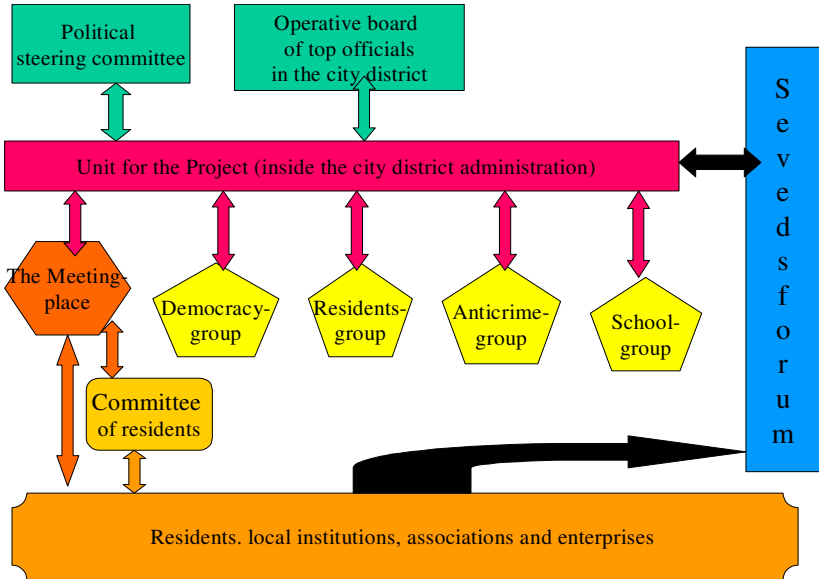 Political
steering committee
Operative board
of top officials
in the city district
Unit for the Project (inside the city district administration)
The Meeting-
place
Democracy-
group
Residents-
group
Anticrime-
group
School-
group
Committee
of residents
Residents. local institutions, associations and enterprises
S
e
v
e
d
s
f
o
r
u
m